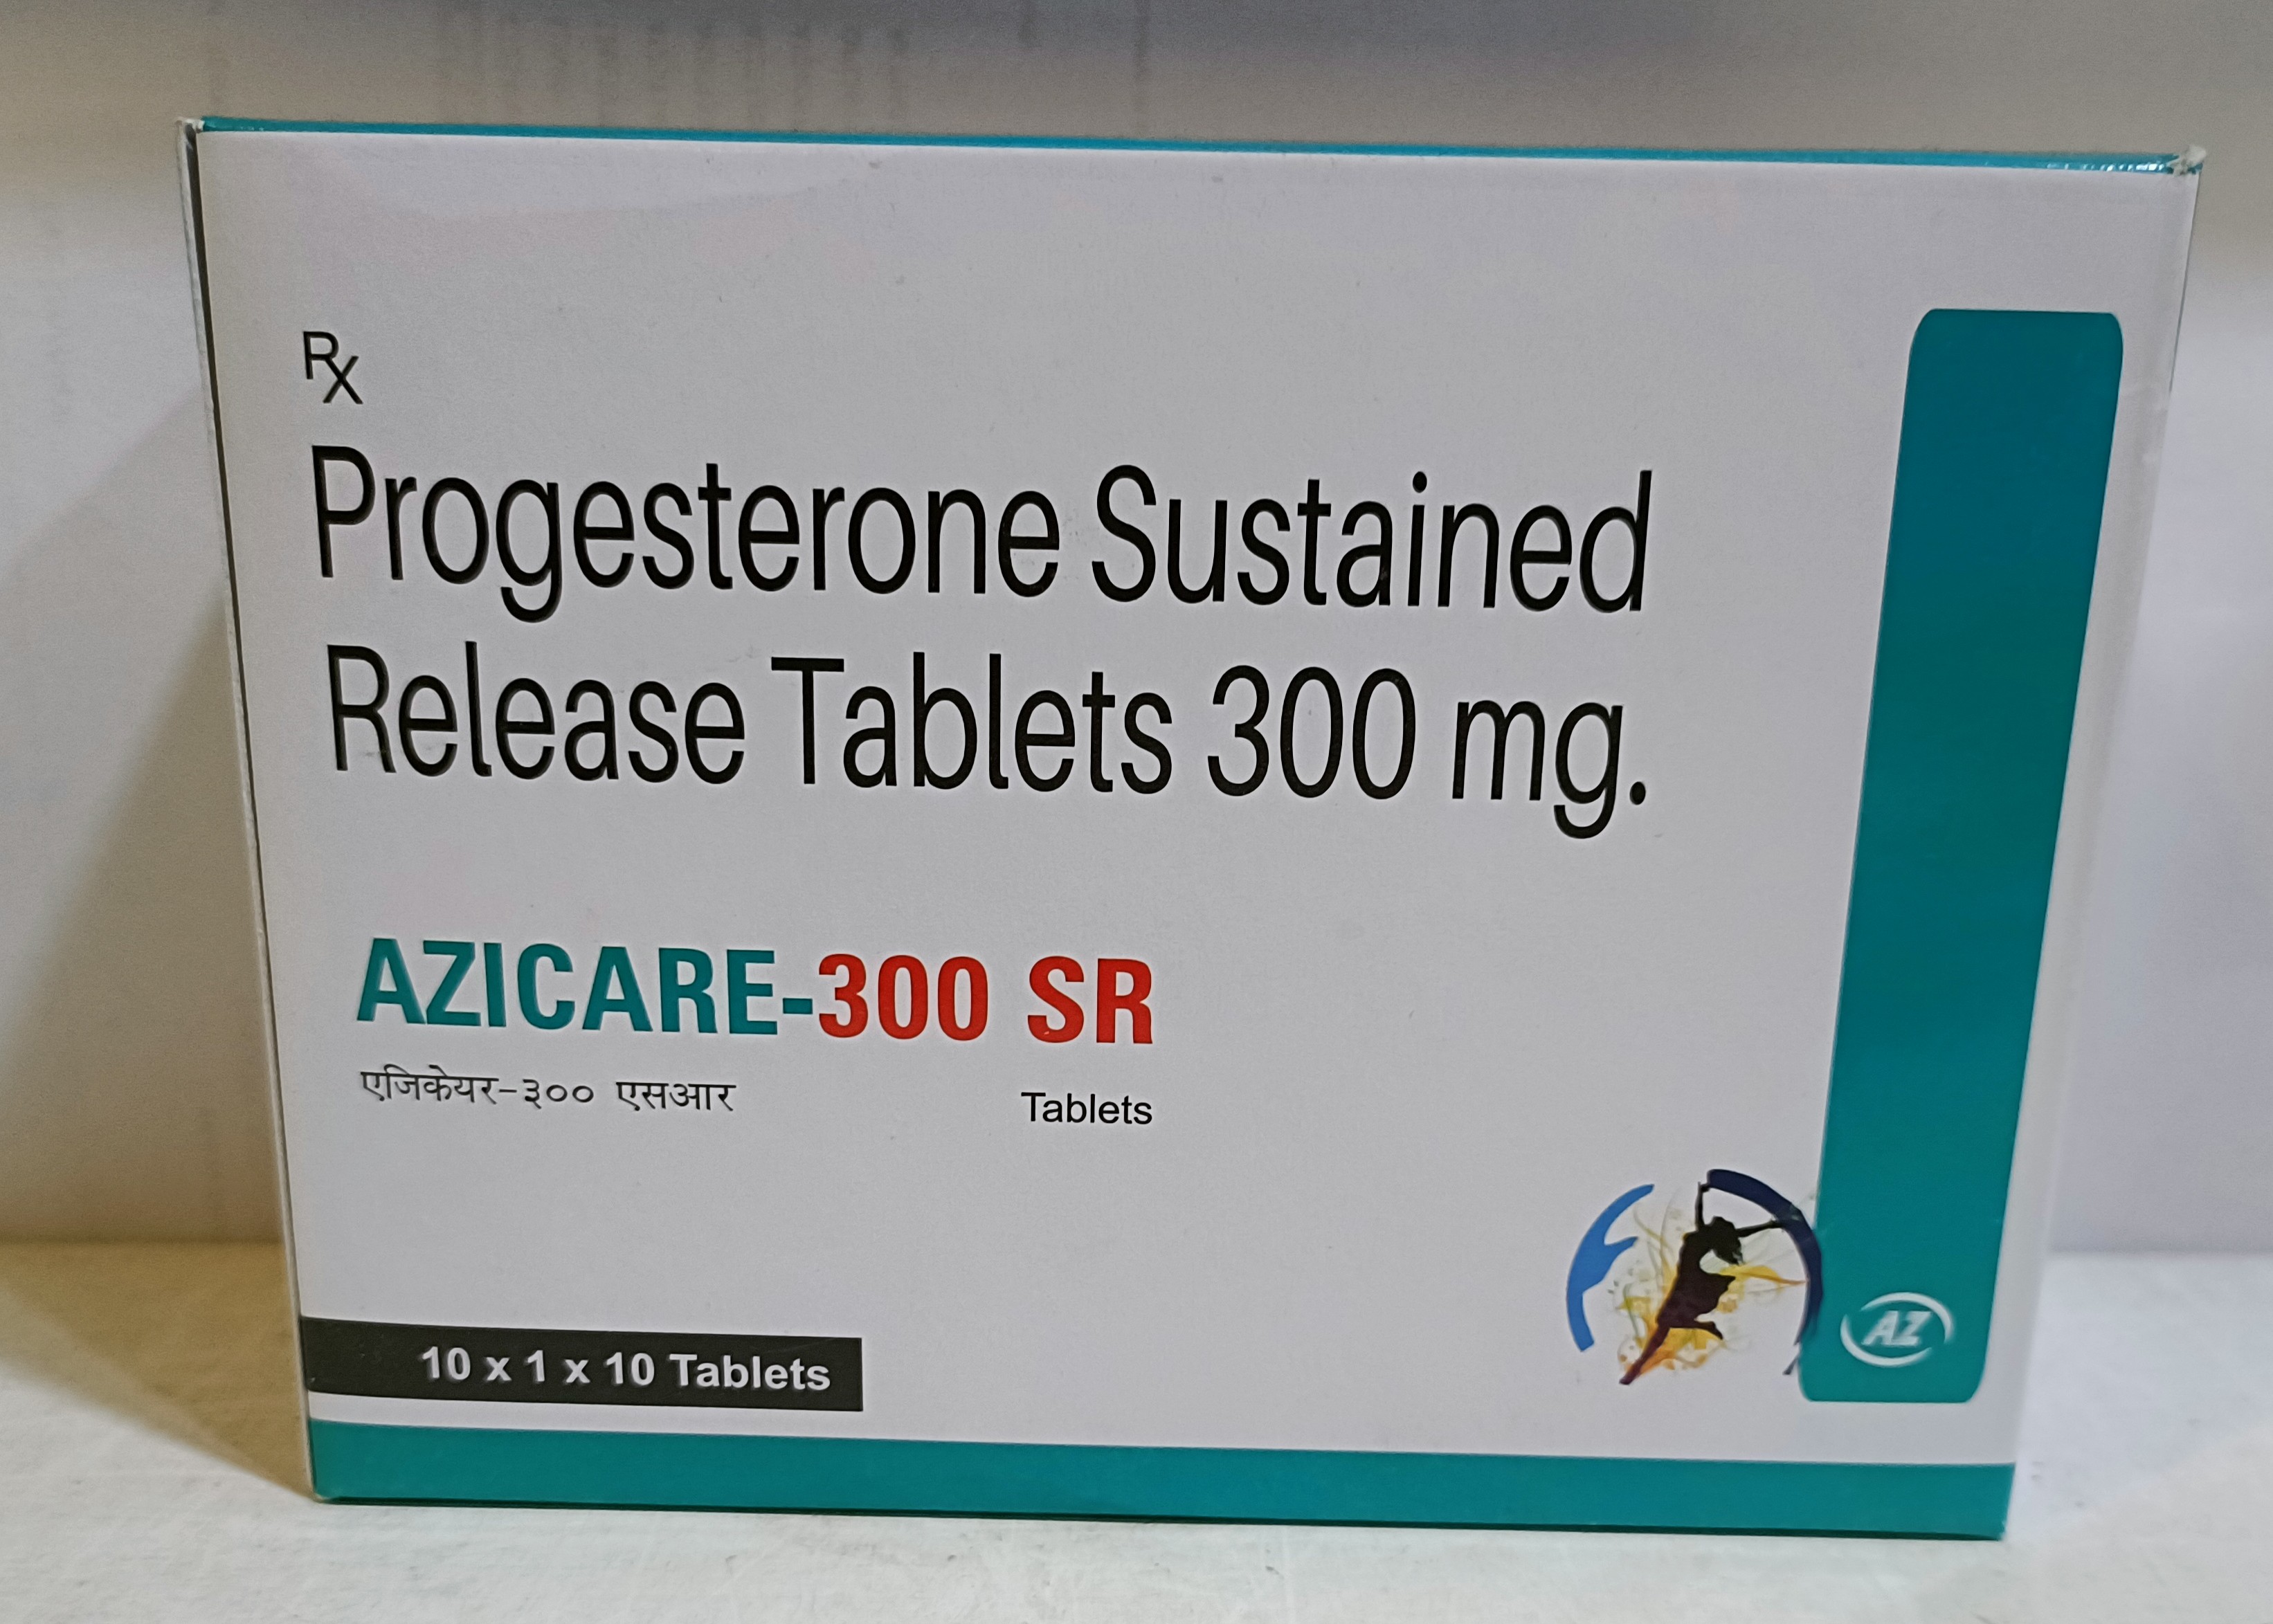 Rx
Progesterone Sustained
Release Tablets 300 mg.
AZICARE-300 SR
एजिकेयर-३०० एसआर
Tablets
10 x 1 x 10 Tablets
AZ